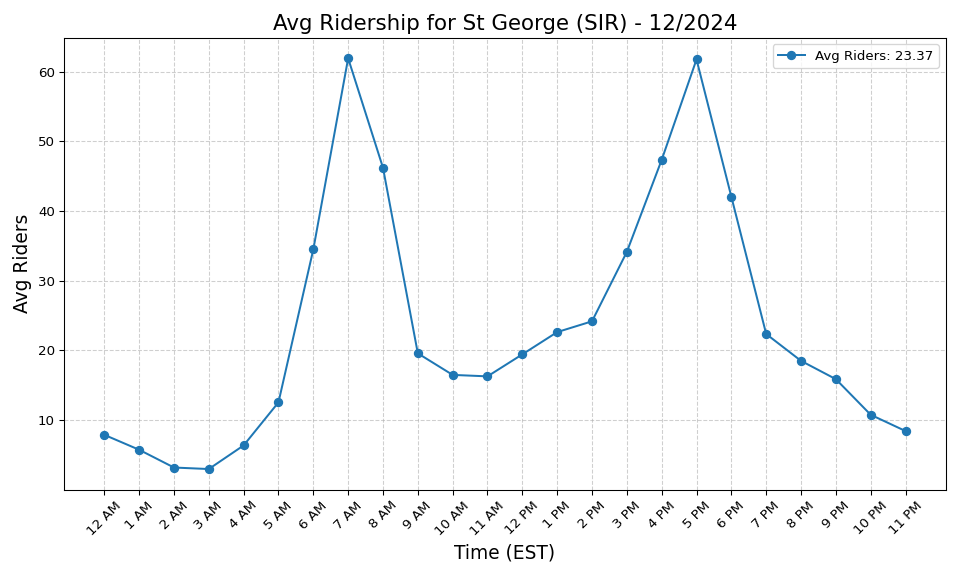 Avg Ridership for St George (SIR) - 12/2024
Avg Riders: 23.37
Avg Riders
60
50
40
30
20
10
12 AM
1 AM
2 AM
3 AM
4 AM
5 AM
6 AM
7 AM
8 AM
9 AM
10 AM
11 AM
12 PM
1 PM
2 PM
3 PM
4 PM
5 PM
6 PM
7 PM
8 PM
9 PM
10 PM
11 PM
Time (EST)